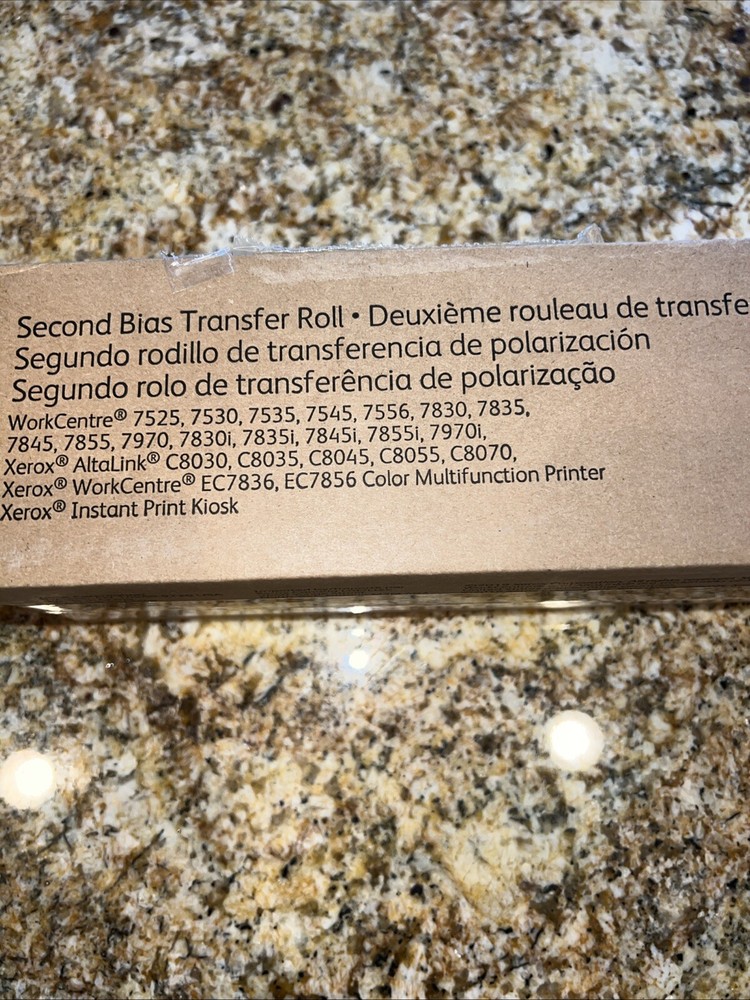 Second Bias Transfer Roll • Deuxième rouleau de transfe
Segundo rodillo de transferencia de polarización
Segundo rolo de transferência de polarização
WorkCentre® 7525, 7530, 7535, 7545, 7556, 7830, 7835,
7845, 7855, 7970, 7830i, 7835i, 7845i, 7855i, 7970i,
Xerox® AltaLink® C8030, C8035, C8045, C8055, C8070,
Xerox® WorkCentre® EC7836, EC7856 Color Multifunction Printer
Xerox® Instant Print Kiosk